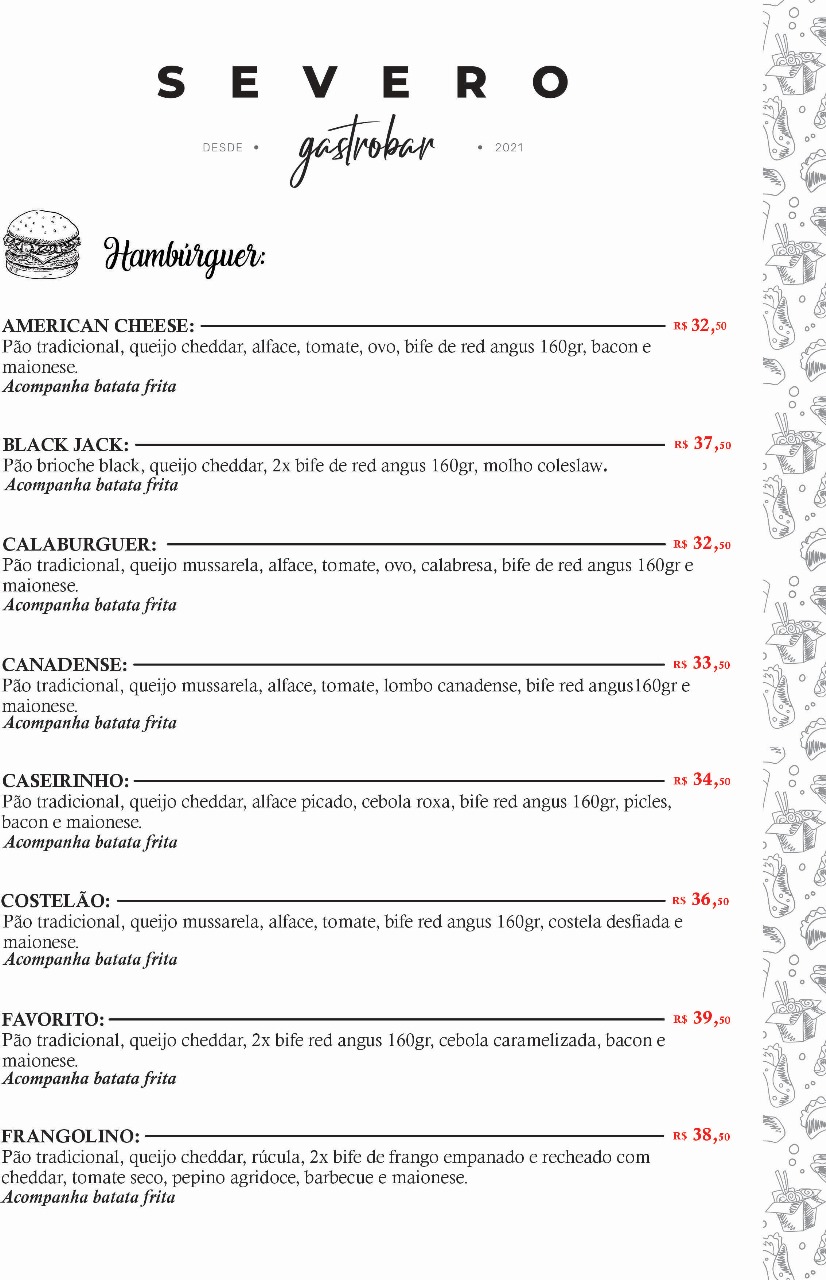 SEVERO
DESDE • gastrobar • 2021
Hambúrguer:
AMERICAN CHEESE: R$ 32,50
Pão tradicional, queijo cheddar, alface, tomate, ovo, bife de red angus 160gr, bacon e
maionese.
Acompanha batata frita
BLACK JACK: R$ 37,50
Pão brioche black, queijo cheddar, 2x bife de red angus 160gr, molho coleslaw.
Acompanha batata frita
CALABURGUER: R$ 32,50
Pão tradicional, queijo mussarela, alface, tomate, ovo, calabresa, bife de red angus 160gr e
maionese.
Acompanha batata frita
CANADENSE: R$ 33,50
Pão tradicional, queijo mussarela, alface, tomate, lombo canadense, bife red angus160gr e
maionese.
Acompanha batata frita
CASEIRINHO: R$ 34,50
Pão tradicional, queijo cheddar, alface picado, cebola roxa, bife red angus 160gr, picles,
bacon e maionese.
Acompanha batata frita
COSTELÃO: R$ 36,50
Pão tradicional, queijo mussarela, alface, tomate, bife red angus 160gr, costela desfiada e
maionese.
Acompanha batata frita
FAVORITO: R$ 39,50
Pão tradicional, queijo cheddar, 2x bife red angus 160gr, cebola caramelizada, bacon e
maionese.
Acompanha batata frita
FRANGOLINO: R$ 38,50
Pão tradicional, queijo cheddar, rúcula, 2x bife de frango empanado e recheado com
cheddar, tomate seco, pepino agridoce, barbecue e maionese.
Acompanha batata frita